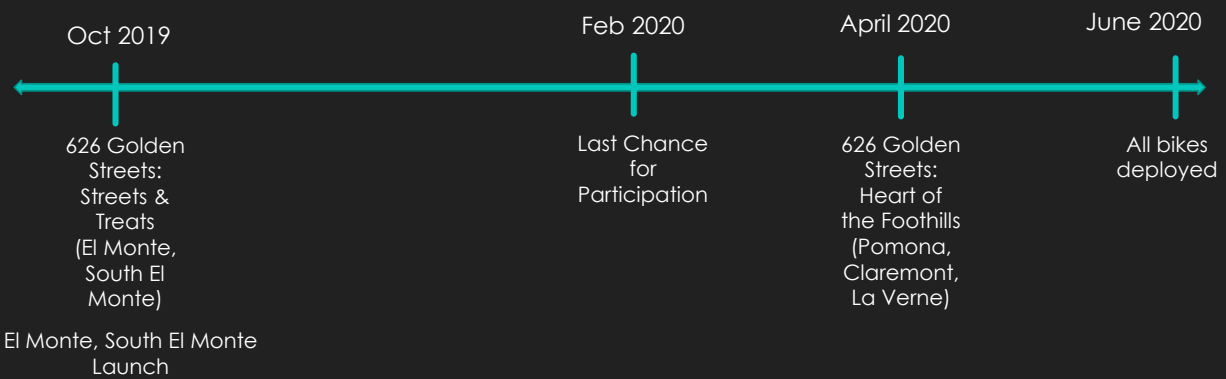 Oct 2019
Feb 2020
April 2020
June 2020
626 Golden
Streets:
Streets &
Treats
(El Monte,
South El
Monte)
El Monte, South El Monte
Launch
Last Chance
for
Participation
626 Golden
Streets:
Heart of
the Foothills
(Pomona,
Claremont,
La Verne)
All bikes
deployed